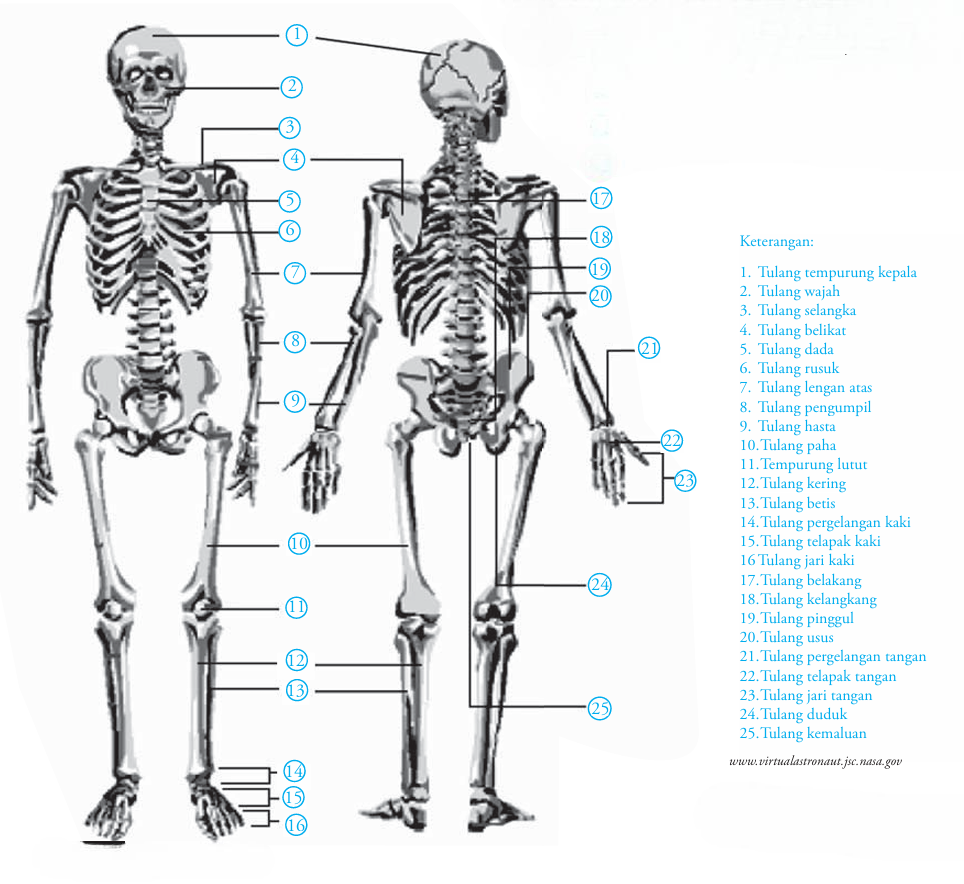 1
2
3
4
5
6
7
8
9
10
11
12
13
14
15
16
17
18
19
20
21
22
23
24
25
Keterangan:
1. Tulang tempurung kepala
2. Tulang wajah
3. Tulang selangka
4. Tulang belikat
5. Tulang dada
6. Tulang rusuk
7. Tulang lengan atas
8. Tulang pengumpil
9. Tulang hasta
10.Tulang paha
11.Tempurung lutut
12.Tulang kering
13.Tulang betis
14.Tulang pergelangan kaki
15.Tulang telapak kaki
16Tulang jari kaki
17.Tulang belakang
18.Tulang kelangkang
19.Tulang pinggul
20.Tulang usus
21.Tulang pergelangan tangan
22.Tulang telapak tangan
23.Tulang jari tangan
24.Tulang duduk
25.Tulang kemaluan
www.virtualastronaut.jsc.nasa.gov